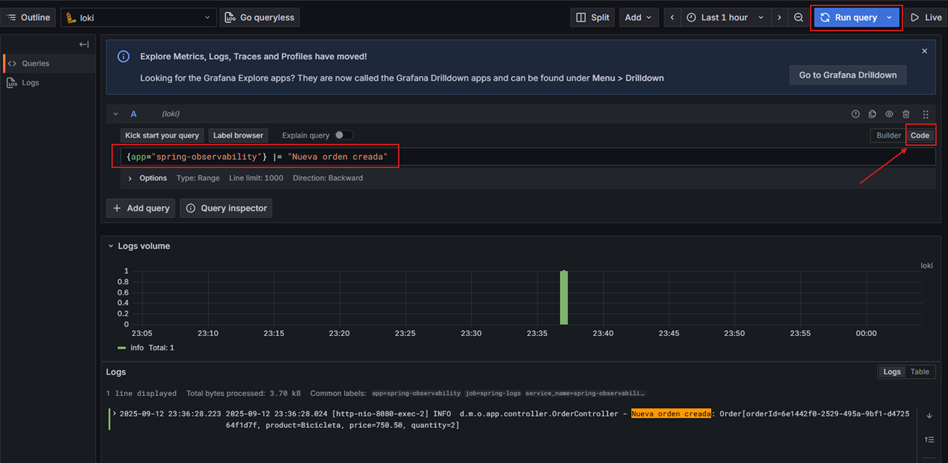 Outline
loki
Go queryless
Split
Add
Last 1 hour
Run query
Live
Queries
Logs
Explore Metrics, Logs, Traces and Profiles have moved!
Looking for the Grafana Explore apps? They are now called the Grafana Drilldown apps and can be found under Menu > Drilldown
Go to Grafana Drilldown
A (loki)
Kick start your query Label browser Explain query
Builder Code
{app="spring-observability"} |= "Nueva orden creada"
Options Type: Range Line limit: 1000 Direction: Backward
+ Add query Query inspector
Logs volume
loki
1
0.8
0.6
0.4
0.2
0
23:05 23:10 23:15 23:20 23:25 23:30 23:35 23:40 23:45 23:50 23:55 00:00
info Total: 1
Logs
Logs Table
1 line displayed Total bytes processed: 3.70 kB Common labels: app=spring-observability job=spring-logs service_name=spring-observabili…
2025-09-12 23:36:28.223 2025-09-12 23:36:28.024 [http-nio-8080-exec-2] INFO d.m.o.app.controller.OrderController - Nueva orden creada: Order[orderId=6e1442f0-2529-495a-9bf1-d4725
64f1d7f, product=Bicicleta, price=750.50, quantity=2]